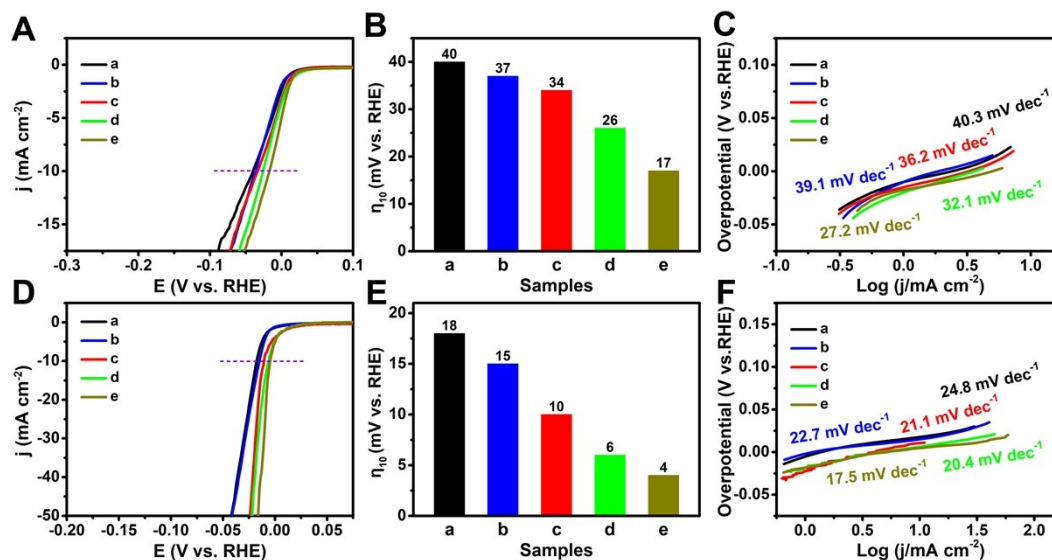 A
a
b
c
d
e
0
-5
-10
-15
j (mA cm-2)
-0.3
-0.2
-0.1
0.0
0.1
E (V vs. RHE)
B
40
37
34
26
17
40
30
20
10
0
η10 (mV vs. RHE)
a b c d e
Samples
C
a
b
c
d
e
0.10
0.05
0.00
-0.05
Overpotential (V vs.RHE)
40.3 mV dec-1
36.2 mV dec-1
39.1 mV dec-1
32.1 mV dec-1
27.2 mV dec-1
-1.0
-0.5
0.0
0.5
1.0
Log (j/mA cm-2)
D
a
b
c
d
e
0
-10
-20
-30
-40
-50
j (mA cm-2)
-0.20
-0.15
-0.10
-0.05
0.00
0.05
E (V vs. RHE)
E
18
15
10
6
4
20
15
10
5
0
η10 (mV vs. RHE)
a b c d e
Samples
F
a
b
c
d
e
0.15
0.10
0.05
0.00
-0.05
Overpotential (V vs.RHE)
24.8 mV dec-1
21.1 mV dec-1
22.7 mV dec-1
17.5 mV dec-1
20.4 mV dec-1
0.0
0.5
1.0
1.5
2.0
Log (j/mA cm-2)